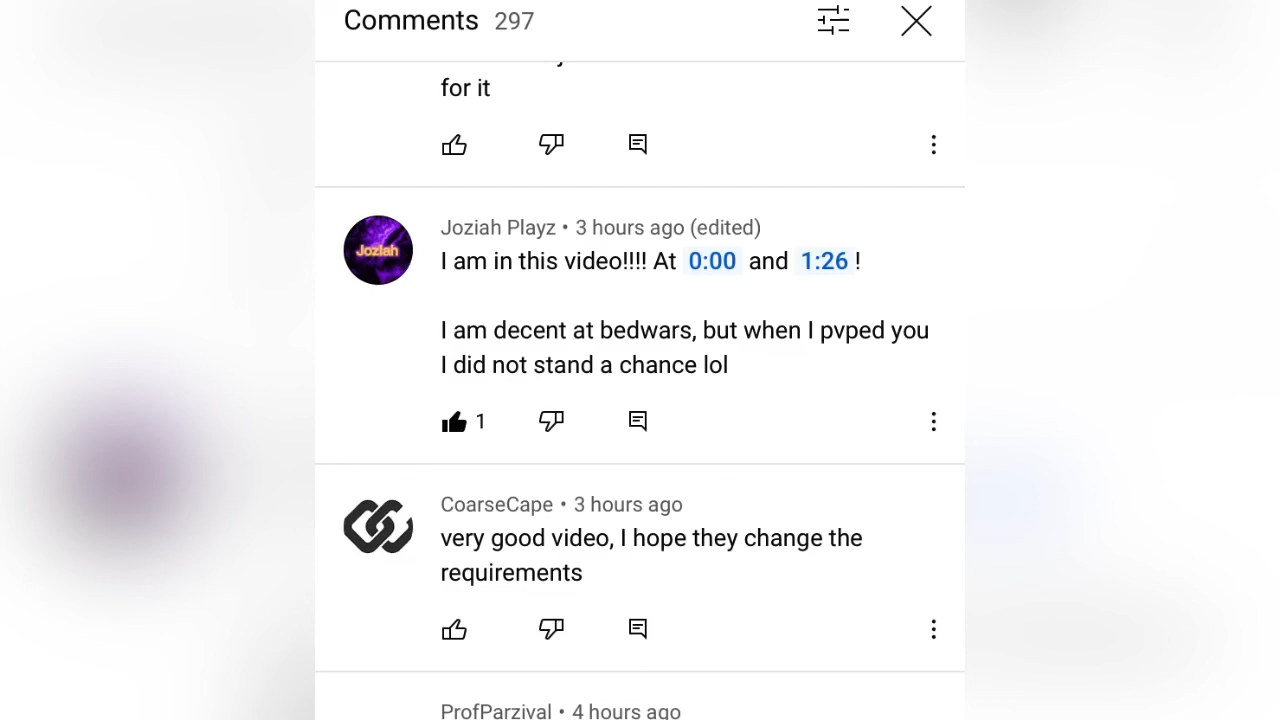 Comments 297
for it
Joziah Playz • 3 hours ago (edited)
Joziah
I am in this video!!!! At 0:00 and 1:26 !
I am decent at bedwars, but when I pvped you
I did not stand a chance lol
1
CoarseCape • 3 hours ago
very good video, I hope they change the
requirements
ProfParzival • 4 hours ago